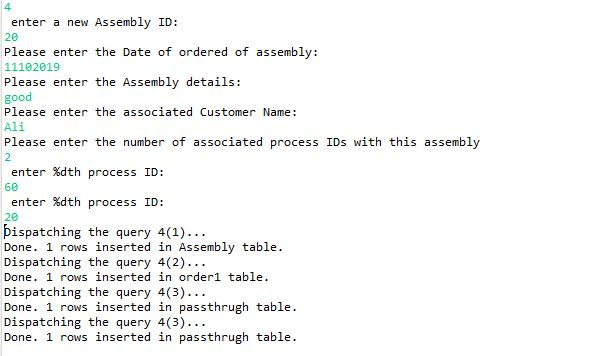 4
enter a new Assembly ID:
20
Please enter the Date of ordered of assembly:
11102019
Please enter the Assembly details:
good
Please enter the associated Customer Name:
Ali
Please enter the number of associated process IDs with this assembly
2
enter %dth process ID:
60
enter %dth process ID:
20
Dispatching the query 4(1)...
Done. 1 rows inserted in Assembly table.
Dispatching the query 4(2)...
Done. 1 rows inserted in order1 table.
Dispatching the query 4(3)...
Done. 1 rows inserted in passthrugh table.
Dispatching the query 4(3)...
Done. 1 rows inserted in passthrugh table.